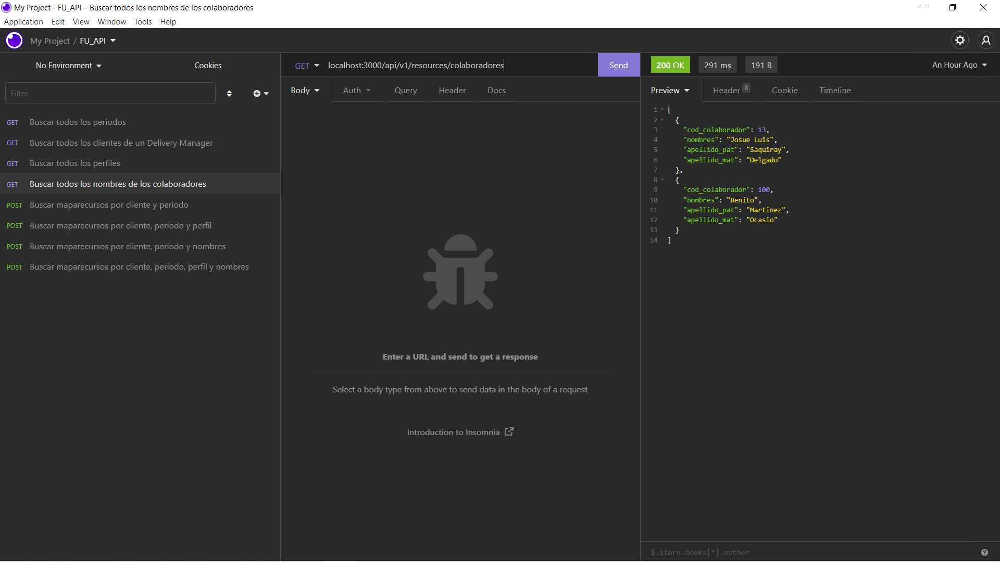 My Project - FU_API – Buscar todos los nombres de los colaboradores
Application Edit View Window Tools Help
My Project / FU_API
No Environment Cookies
Filter
GET Buscar todos los periodos
GET Buscar todos los clientes de un Delivery Manager
GET Buscar todos los perfiles
GET Buscar todos los nombres de los colaboradores
POST Buscar maparecursos por cliente y periodo
POST Buscar maparecursos por cliente, periodo y perfil
POST Buscar maparecursos por cliente, periodo y nombres
POST Buscar maparecursos por cliente, periodo, perfil y nombres
GET localhost:3000/api/v1/resources/colaboradores Send
Body Auth Query Header Docs
Enter a URL and send to get a response
Select a body type from above to send data in the body of a request
Introduction to Insomnia
200 OK 291 ms 191 B An Hour Ago
Preview Header 8 Cookie Timeline
1 [
2 {
3 "cod_colaborador": 13,
4 "nombres": "Josue Luis",
5 "apellido_pat": "Saquiray",
6 "apellido_mat": "Delgado"
7 },
8 {
9 "cod_colaborador": 100,
10 "nombres": "Benito",
11 "apellido_pat": "Martinez",
12 "apellido_mat": "Ocasio"
13 }
14 ]
$.store.books[*].author